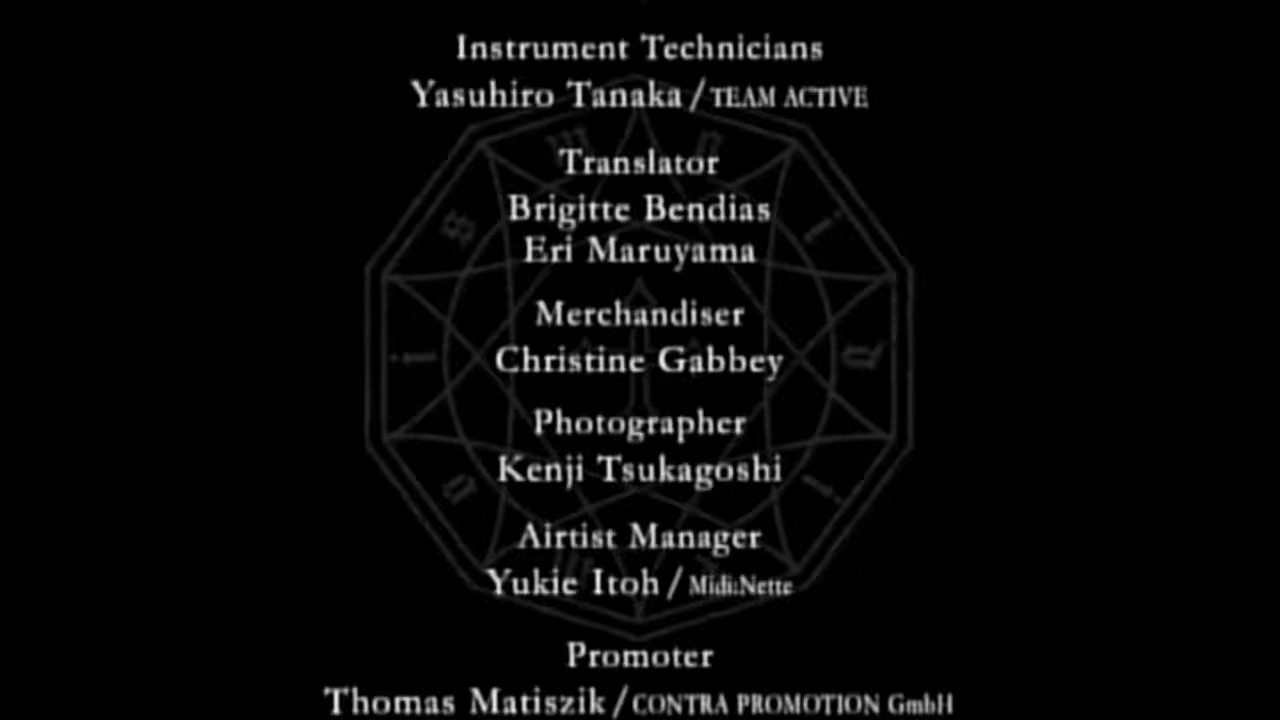 Instrument Technicians
Yasuhiro Tanaka / TEAM ACTIVE
Translator
Brigitte Bendias
Eri Maruyama
Merchandiser
Christine Gabbey
Photographer
Kenji Tsukagoshi
Airtist Manager
Yukie Itoh / Midi:Nette
Promoter
Thomas Matiszik / CONTRA PROMOTION GmbH